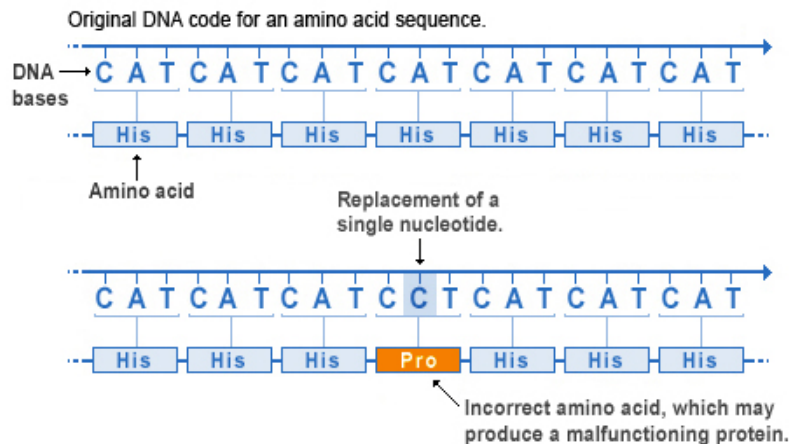 Original DNA code for an amino acid sequence.
DNA bases
C A T C A T C A T C A T C A T C A T C A T
His His His His His His His
Amino acid
Replacement of a
single nucleotide.
C A T C A T C A T C C T C A T C A T C A T
His His His Pro His His His
Incorrect amino acid, which may
produce a malfunctioning protein.